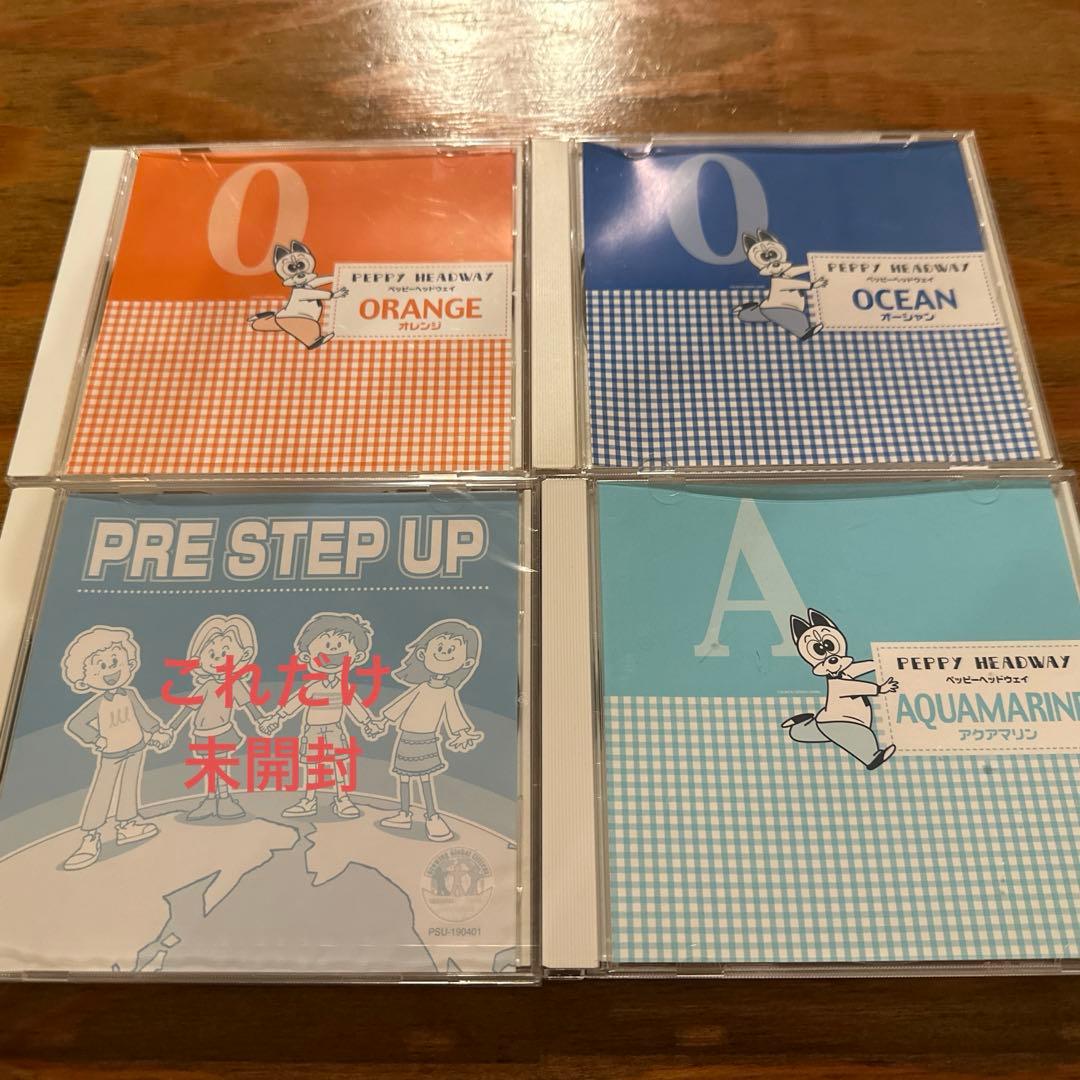 O
PEPPY HEADWAY
ペッピーヘッドウェイ
ORANGE
オレンジ
O
PEPPY HEADWAY
ペッピーヘッドウェイ
OCEAN
オーシャン
PRE STEP UP
これだけ
未開封
Growing Global Citizens
PSU-190401
A
PEPPY HEADWAY
ペッピーヘッドウェイ
AQUAMARINE
アクアマリン